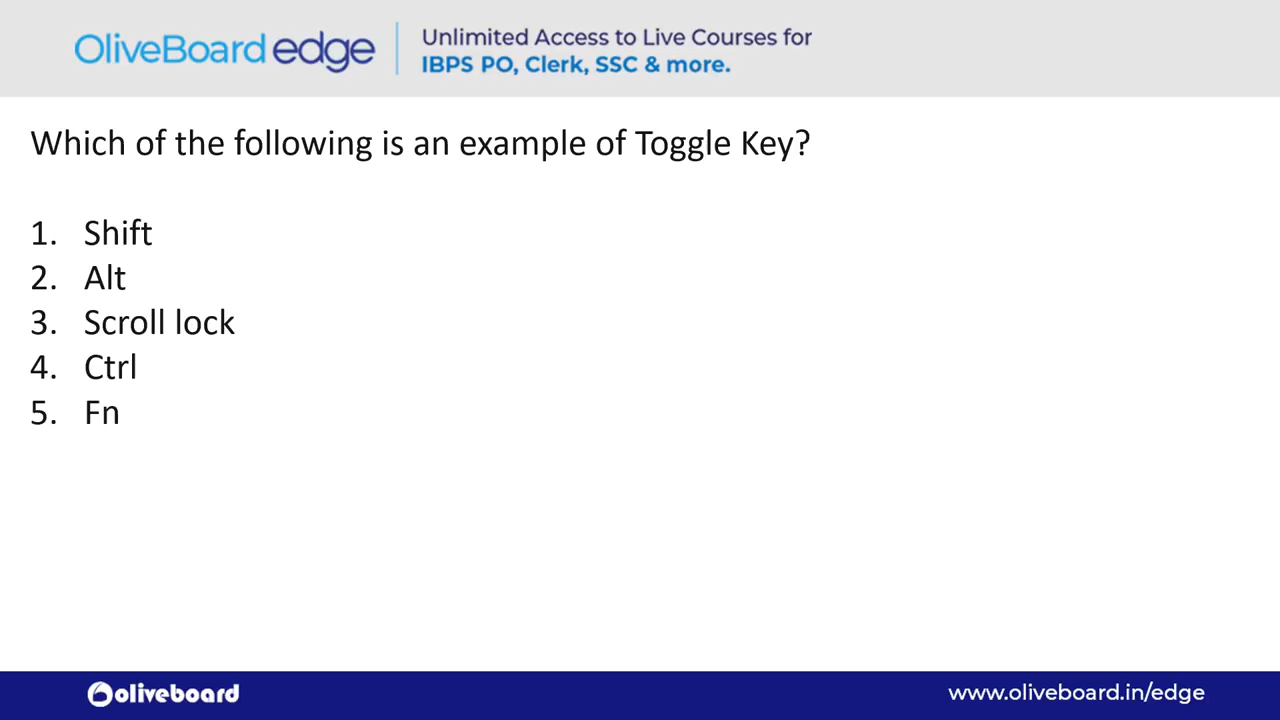 OliveBoard edge
Unlimited Access to Live Courses for
IBPS PO, Clerk, SSC & more.
Which of the following is an example of Toggle Key?
1. Shift
2. Alt
3. Scroll lock
4. Ctrl
5. Fn
oliveboard
www.oliveboard.in/edge